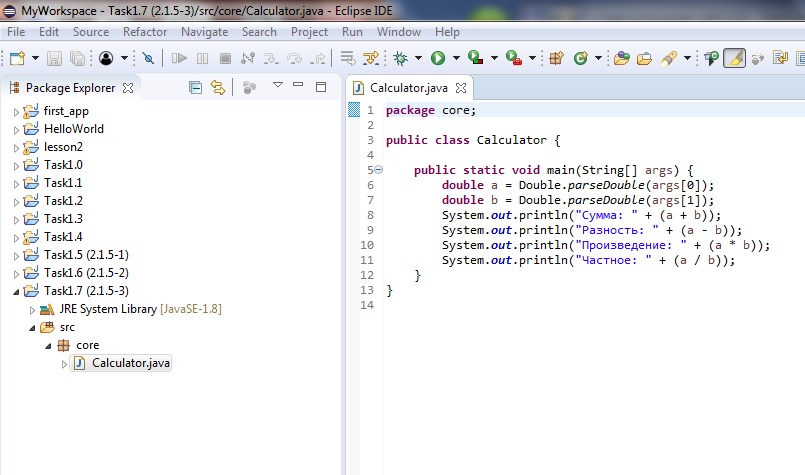 MyWorkspace - Task1.7 (2.1.5-3)/src/core/Calculator.java - Eclipse IDE
File Edit Source Refactor Navigate Search Project Run Window Help
Package Explorer
first_app
HelloWorld
lesson2
Task1.0
Task1.1
Task1.2
Task1.3
Task1.4
Task1.5 (2.1.5-1)
Task1.6 (2.1.5-2)
Task1.7 (2.1.5-3)
JRE System Library [JavaSE-1.8]
src
core
Calculator.java
Calculator.java
1 package core;
2
3 public class Calculator {
4
5 public static void main(String[] args) {
6 double a = Double.parseDouble(args[0]);
7 double b = Double.parseDouble(args[1]);
8 System.out.println("Сумма: " + (a + b));
9 System.out.println("Разность: " + (a - b));
10 System.out.println("Произведение: " + (a * b));
11 System.out.println("Частное: " + (a / b));
12 }
13 }
14